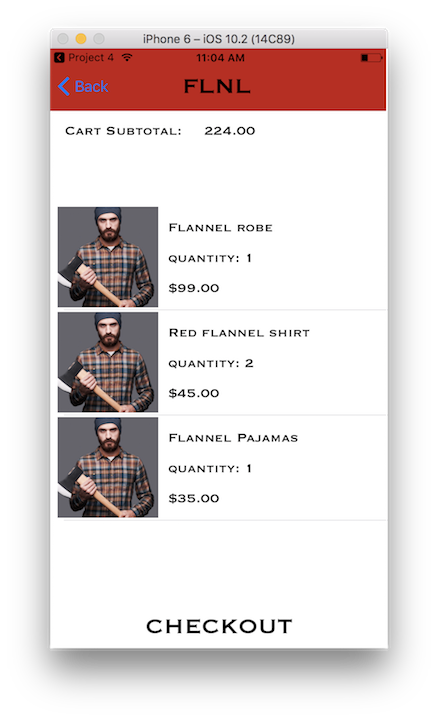 iPhone 6 – iOS 10.2 (14C89)
Project 4 11:04 AM
Back FLNL
Cart Subtotal: 224.00
Flannel robe
quantity: 1
$99.00
Red flannel shirt
quantity: 2
$45.00
Flannel Pajamas
quantity: 1
$35.00
CHECKOUT